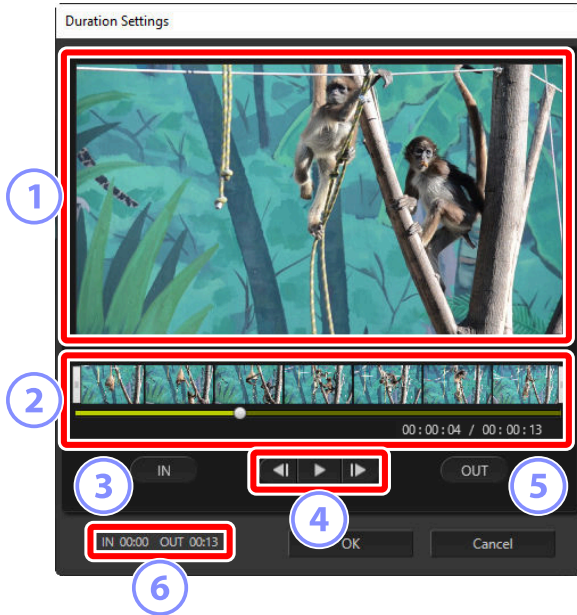 Duration Settings
1
2
00:00:04 / 00:00:13
3
IN
4
OUT
5
IN 00:00 OUT 00:13
OK
Cancel
6